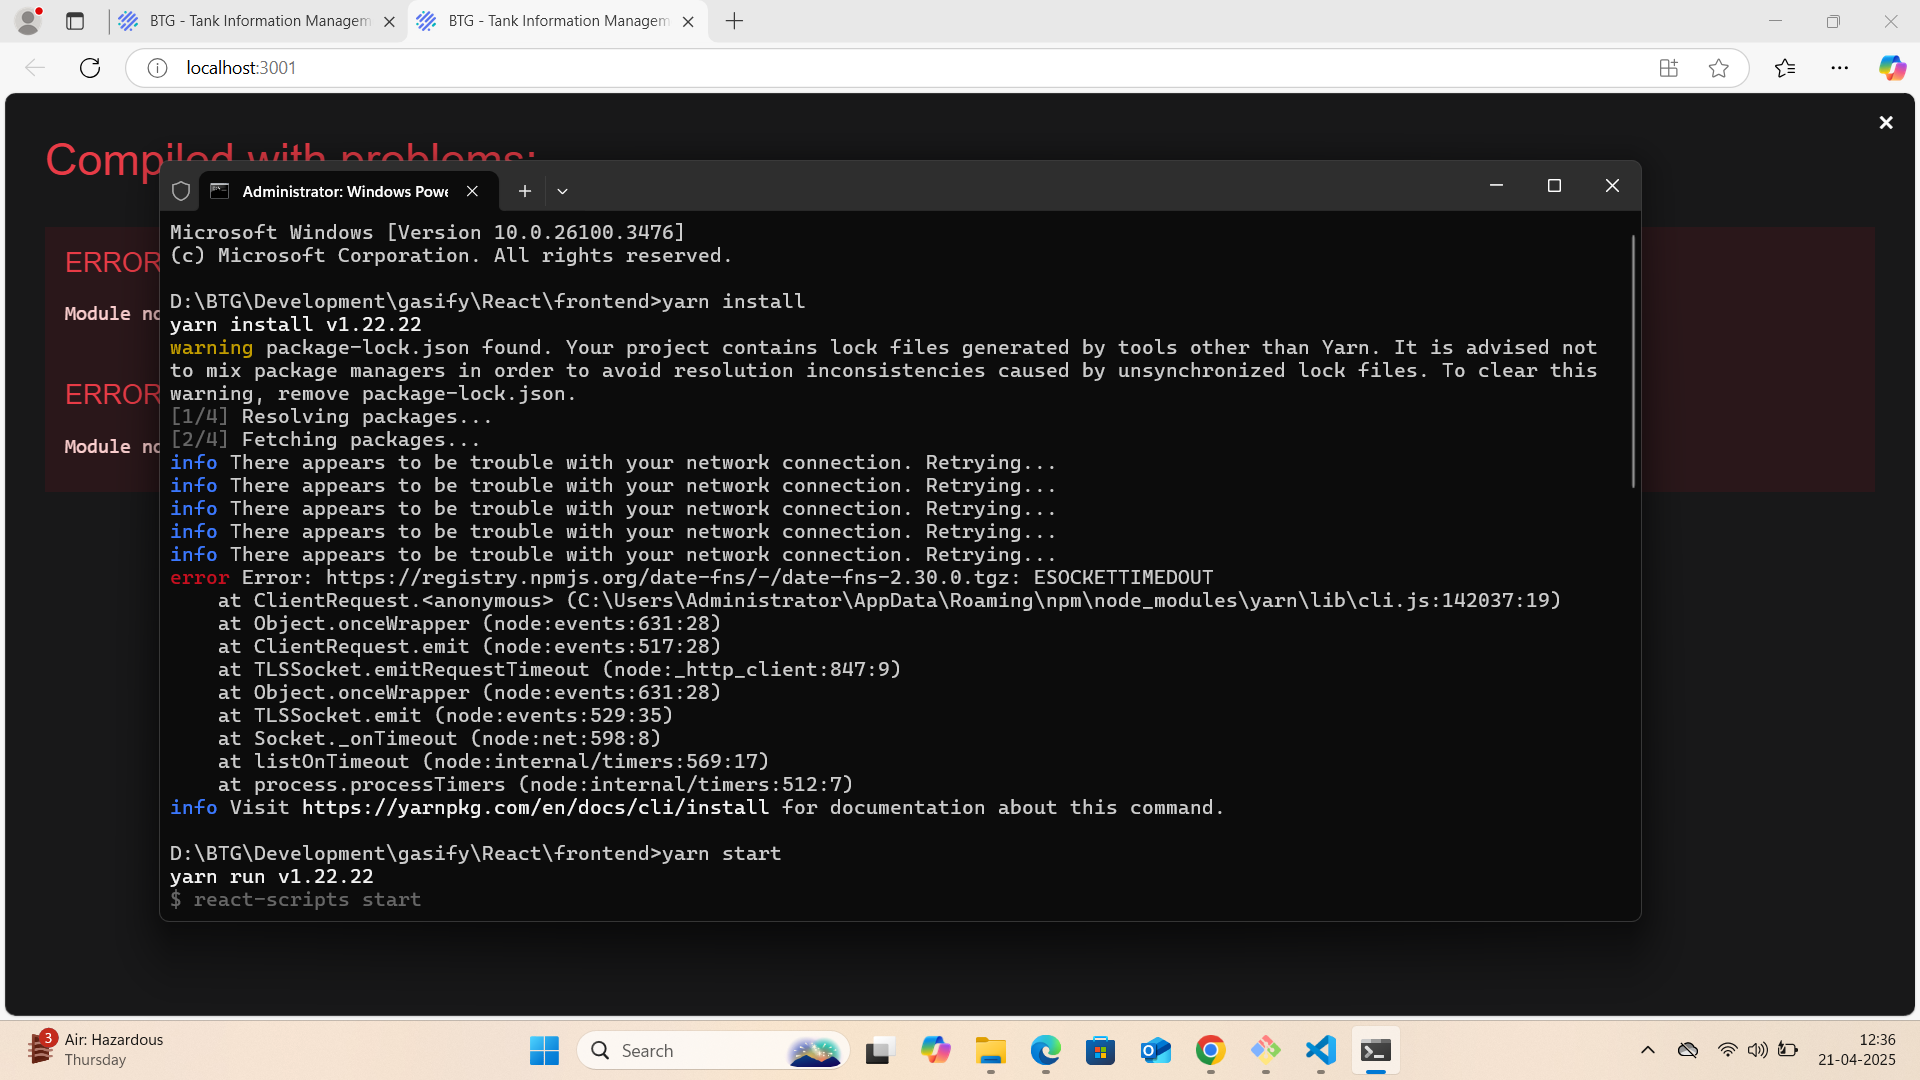 BTG - Tank Information Managem
BTG - Tank Information Managem
localhost:3001
Compiled with problems:
Administrator: Windows Powe
ERROR
Module
ERROR
Module
Microsoft Windows [Version 10.0.26100.3476]
(c) Microsoft Corporation. All rights reserved.
D:\BTG\Development\gasify\React\frontend>yarn install
yarn install v1.22.22
warning package-lock.json found. Your project contains lock files generated by tools other than Yarn. It is advised not
to mix package managers in order to avoid resolution inconsistencies caused by unsynchronized lock files. To clear this
warning, remove package-lock.json.
[1/4] Resolving packages...
[2/4] Fetching packages...
info There appears to be trouble with your network connection. Retrying...
info There appears to be trouble with your network connection. Retrying...
info There appears to be trouble with your network connection. Retrying...
info There appears to be trouble with your network connection. Retrying...
info There appears to be trouble with your network connection. Retrying...
error Error: https://registry.npmjs.org/date-fns/-/date-fns-2.30.0.tgz: ESOCKETTIMEDOUT
at ClientRequest.<anonymous> (C:\Users\Administrator\AppData\Roaming\npm\node_modules\yarn\lib\cli.js:142037:19)
at Object.onceWrapper (node:events:631:28)
at ClientRequest.emit (node:events:517:28)
at TLSSocket.emitRequestTimeout (node:_http_client:847:9)
at Object.onceWrapper (node:events:631:28)
at TLSSocket.emit (node:events:529:35)
at Socket._onTimeout (node:net:598:8)
at listOnTimeout (node:internal/timers:569:17)
at process.processTimers (node:internal/timers:512:7)
info Visit https://yarnpkg.com/en/docs/cli/install for documentation about this command.
D:\BTG\Development\gasify\React\frontend>yarn start
yarn run v1.22.22
$ react-scripts start
3
Air: Hazardous
Thursday
Search
12:36
21-04-2025